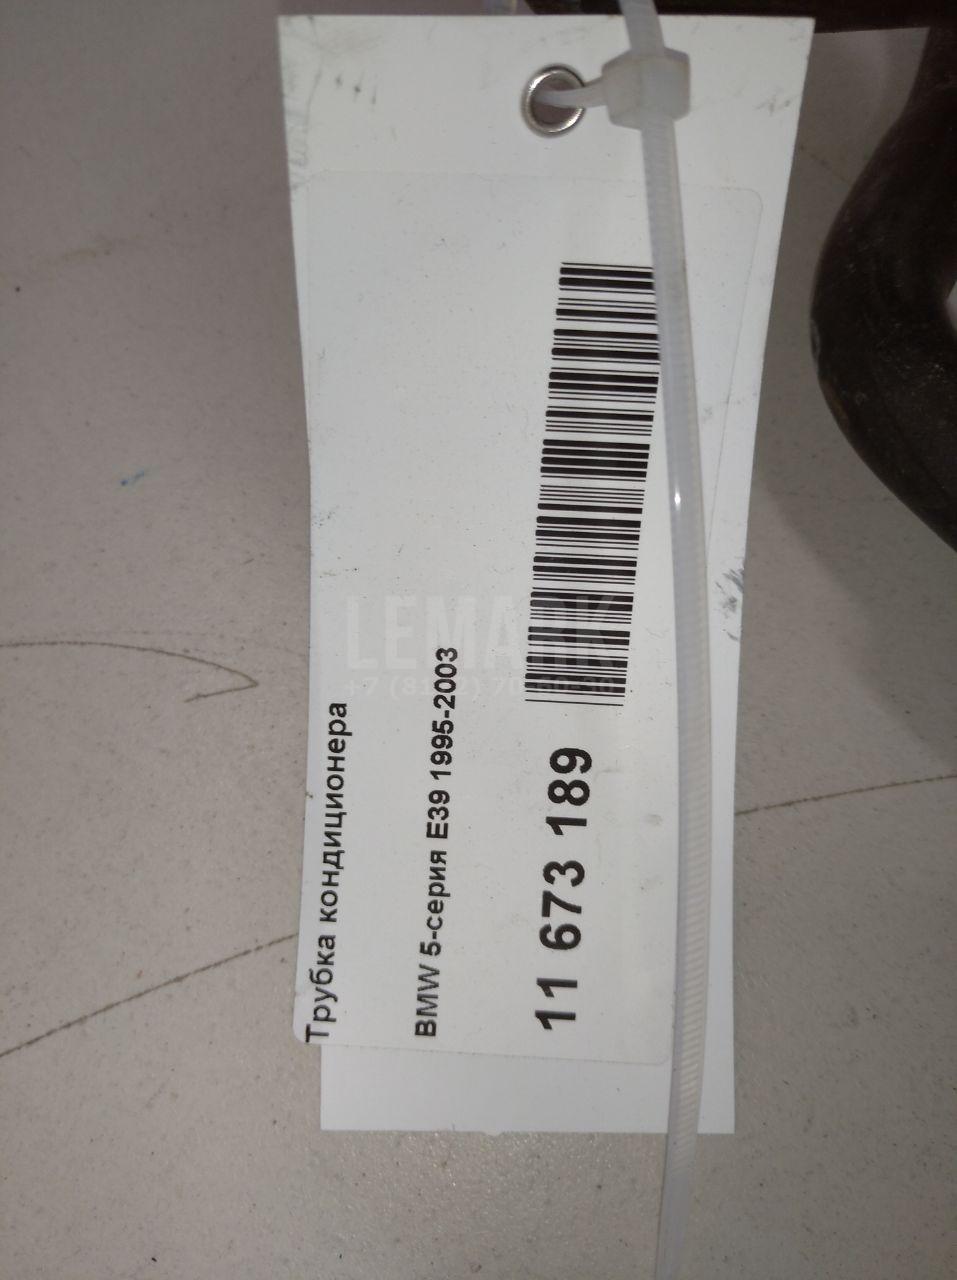 Трубка кондиционера
BMW 5-серия E39 1995-2003
11 673 189
LEMARK